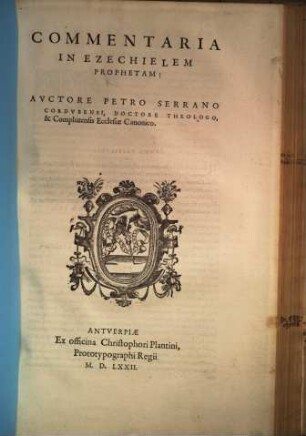 COMMENTARIA
IN EZECHIELEM
PROPHETAM:
AVCTORE PETRO SERRANO
CORDVBENSI, DOCTORE THEOLOGO,
& Complutensis Ecclesiæ Canonico.
ANTVERPIÆ
Ex officina Christophori Plantini,
Prototypographi Regii
M. D. LXXII.